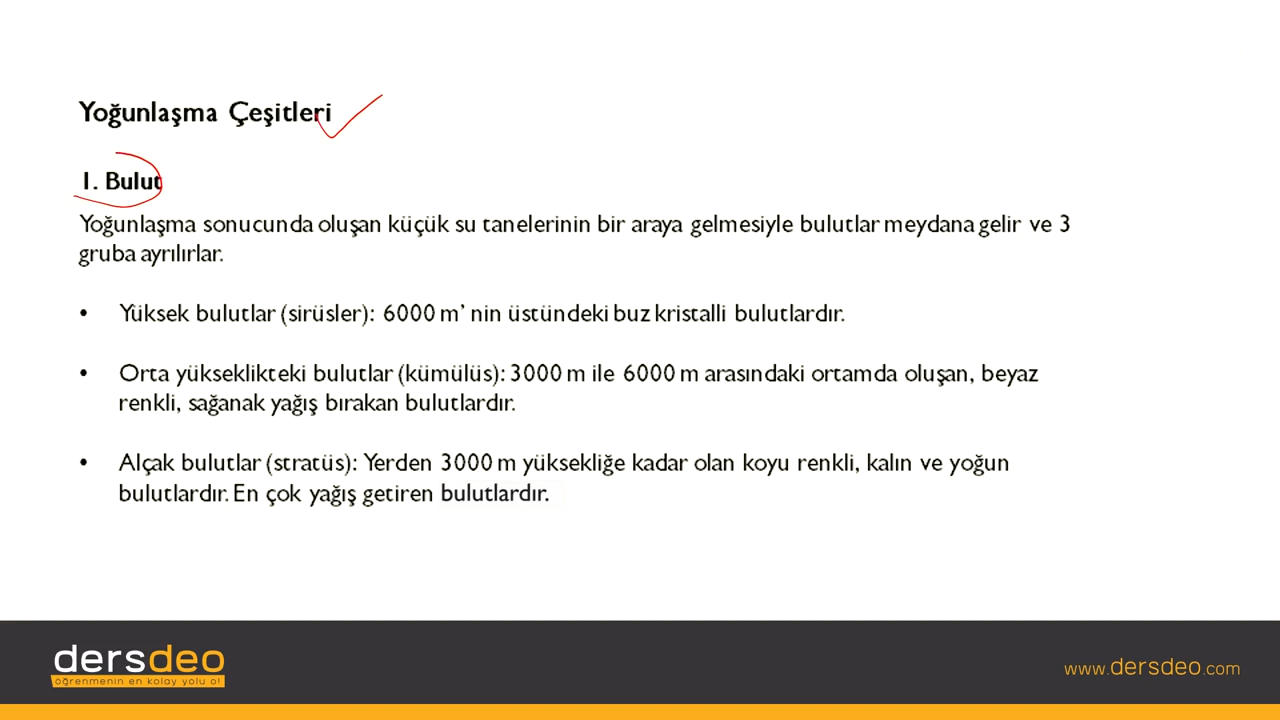 Yoğunlaşma Çeşitleri
1. Bulut
Yoğunlaşma sonucunda oluşan küçük su tanelerinin bir araya gelmesiyle bulutlar meydana gelir ve 3
gruba ayrılırlar.
• Yüksek bulutlar (sirüsler): 6000 m’ nin üstündeki buz kristalli bulutlardır.
• Orta yükseklikteki bulutlar (kümülüs): 3000 m ile 6000 m arasındaki ortamda oluşan, beyaz
renkli, sağanak yağış bırakan bulutlardır.
• Alçak bulutlar (stratüs): Yerden 3000 m yüksekliğe kadar olan koyu renkli, kalın ve yoğun
bulutlardır. En çok yağış getiren bulutlardır.
dersdeo
öğrenmenin en kolay yolu o!
www.dersdeo.com